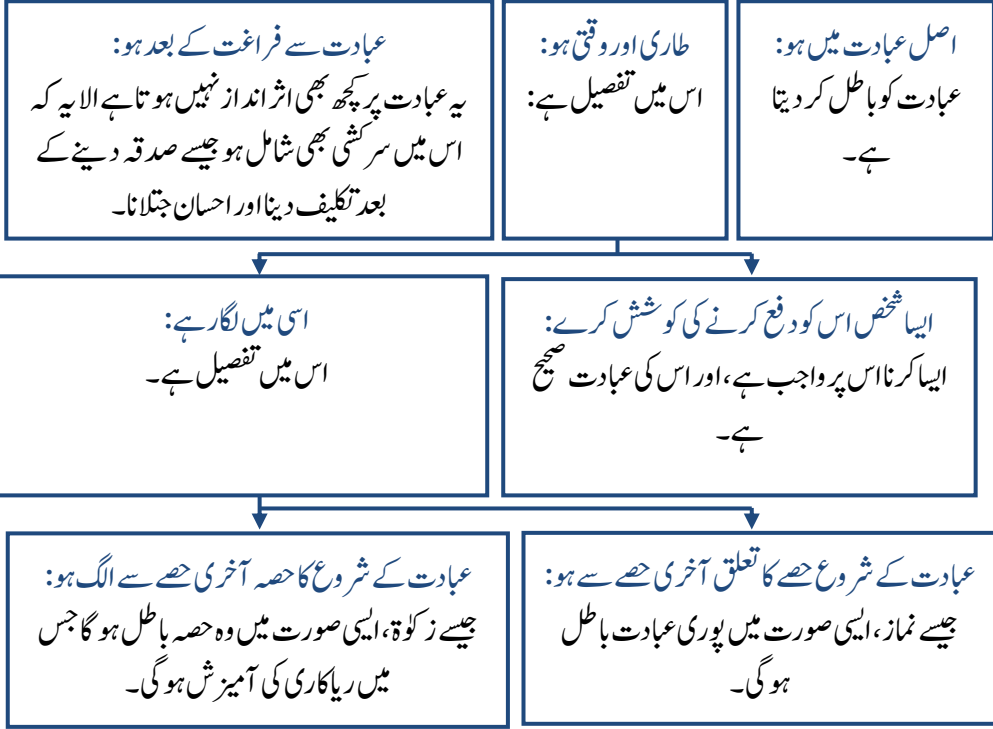 اصل عبادت میں ہو:
عبادت کو باطل کر دیتا
ہے۔
طاری اور وقتی ہو:
اس میں تفصیل ہے:
عبادت سے فراغت کے بعد ہو:
یہ عبادت پر کچھ بھی اثر انداز نہیں ہوتا ہے الا یہ کہ
اس میں سرکشی بھی شامل ہو جیسے صدقہ دینے کے
بعد تکلیف دینا اور احسان جتلانا۔
ایسا شخص اس کو دفع کرنے کی کوشش کرے:
ایسا کرنا اس پر واجب ہے، اور اس کی عبادت صحیح
ہے۔
اسی میں لگا رہے:
اس میں تفصیل ہے۔
عبادت کے شروع حصے کا تعلق آخری حصے سے ہو:
جیسے نماز، ایسی صورت میں پوری عبادت باطل
ہوگی۔
عبادت کے شروع کا حصہ آخری حصے سے الگ ہو:
جیسے زکوٰۃ، ایسی صورت میں وہ حصہ باطل ہو گا جس
میں ریاکاری کی آمیزش ہوگی۔